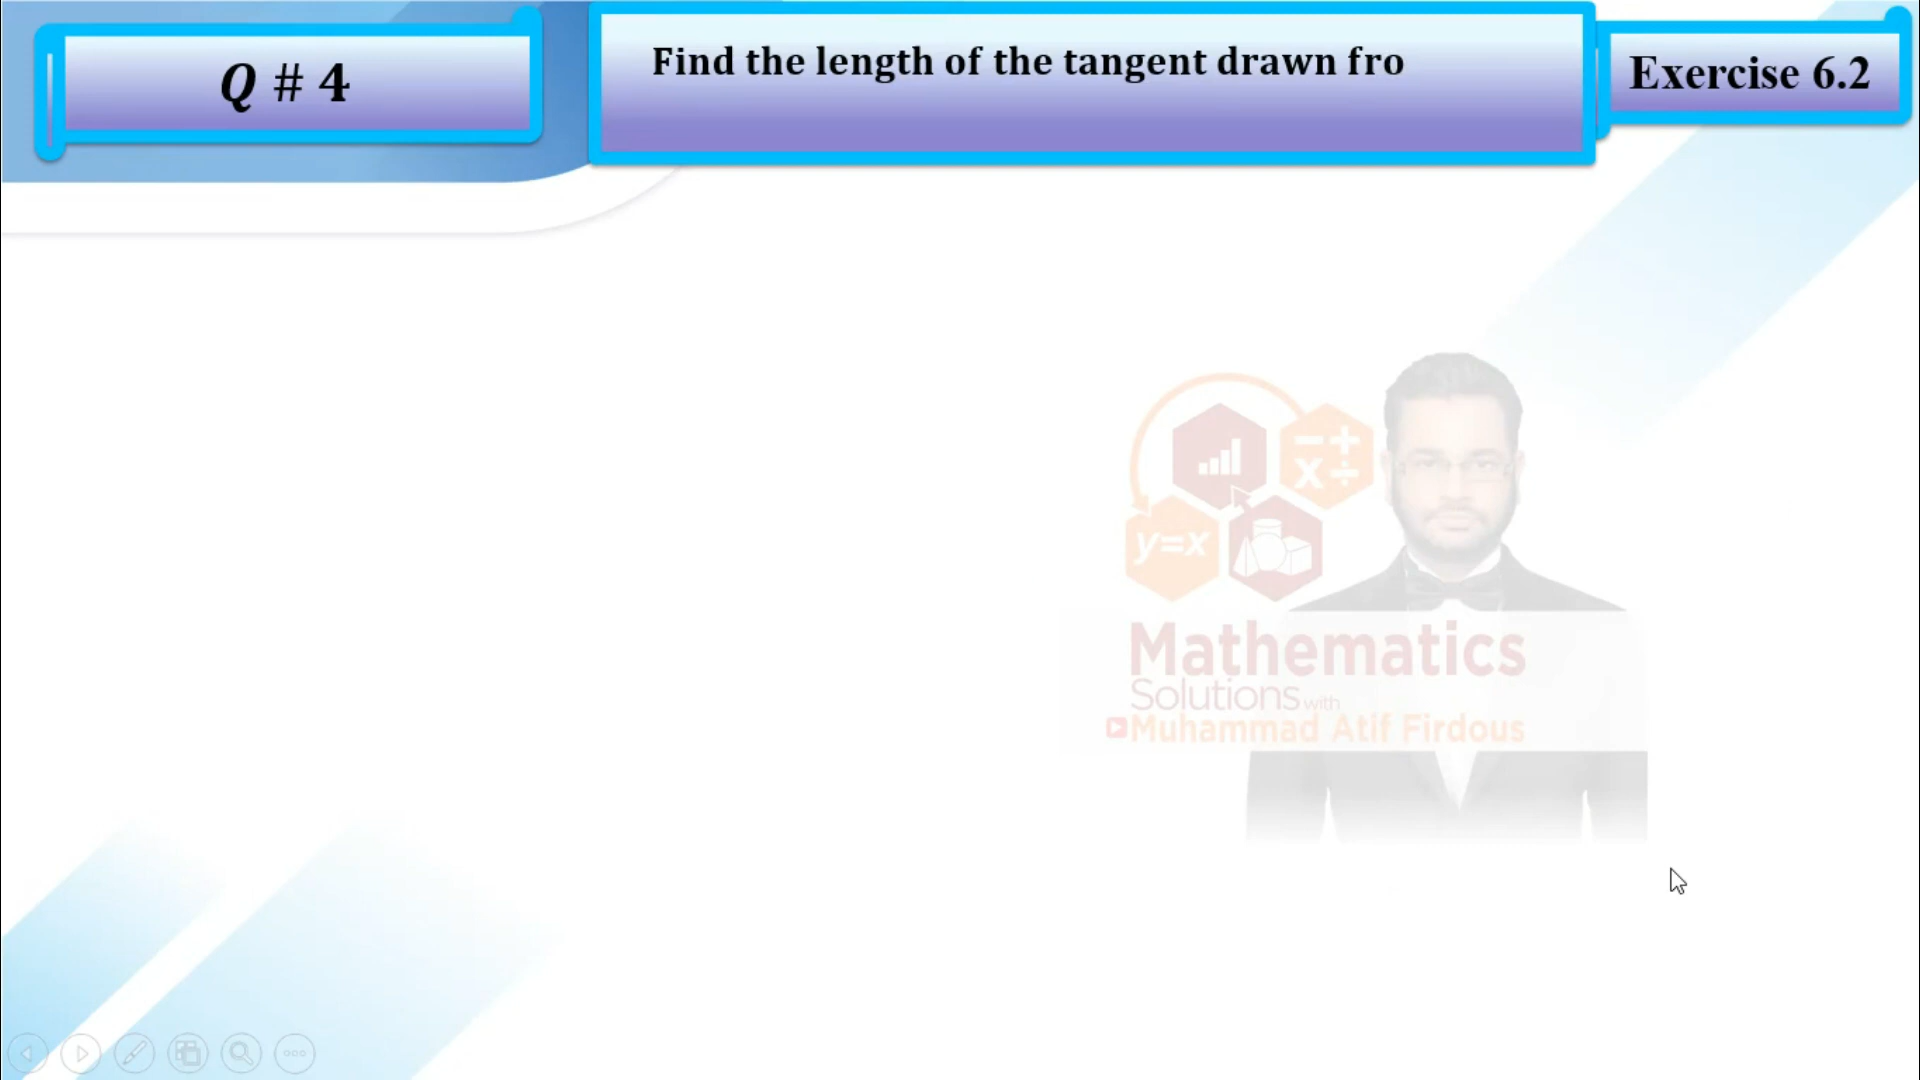 Q # 4
Find the length of the tangent drawn fro
Exercise 6.2
− +
x ÷
y=x
Mathematics
Solutions with
Muhammad Atif Firdous